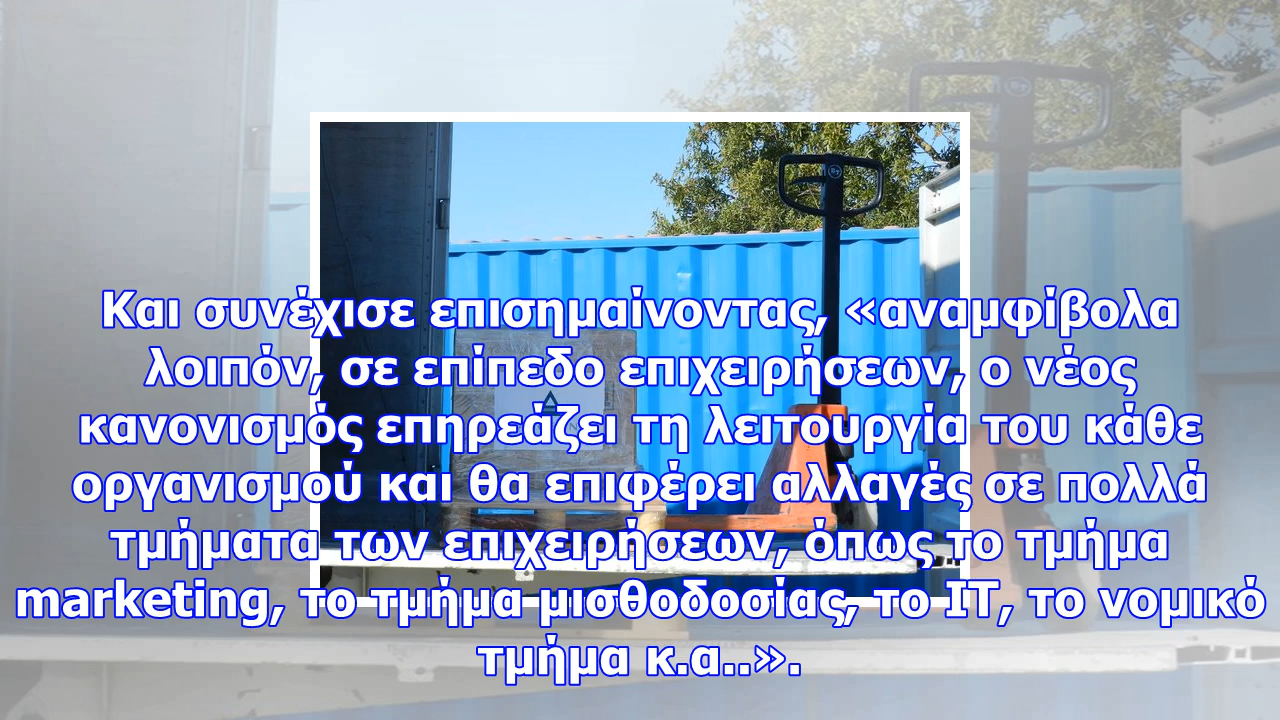 Και συνέχισε επισημαίνοντας, «αναμφίβολα
λοιπόν, σε επίπεδο επιχειρήσεων, ο νέος
κανονισμός επηρεάζει τη λειτουργία του κάθε
οργανισμού και θα επιφέρει αλλαγές σε πολλά
τμήματα των επιχειρήσεων, όπως το τμήμα
marketing, το τμήμα μισθοδοσίας, το IT, το νομικό
τμήμα κ.α..».